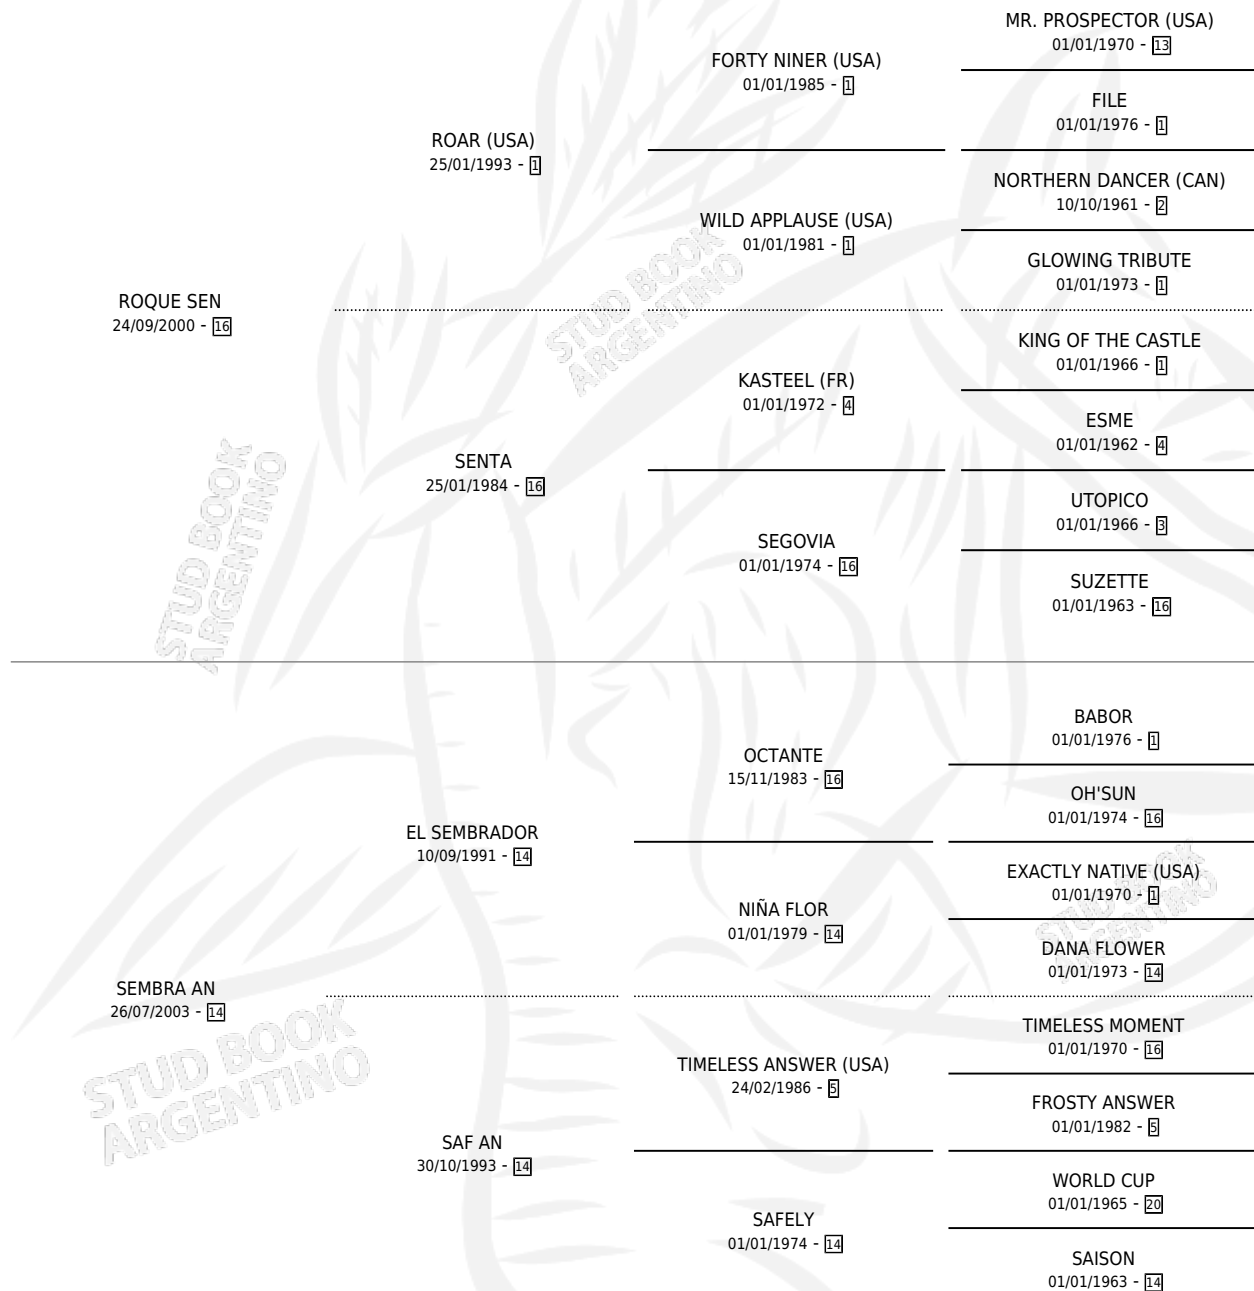 MR. PROSPECTOR (USA)
01/01/1970 - 13
FORTY NINER (USA)
01/01/1985 - 1
FILE
01/01/1976 - 1
ROAR (USA)
25/01/1993 - 1
NORTHERN DANCER (CAN)
10/10/1961 - 2
WILD APPLAUSE (USA)
01/01/1981 - 1
GLOWING TRIBUTE
01/01/1973 - 1
ROQUE SEN
24/09/2000 - 16
KING OF THE CASTLE
01/01/1966 - 1
KASTEEL (FR)
01/01/1972 - 4
ESME
01/01/1962 - 4
SENTA
25/01/1984 - 16
UTOPICO
01/01/1966 - 3
SEGOVIA
01/01/1974 - 16
SUZETTE
01/01/1963 - 16
BABOR
01/01/1976 - 1
OCTANTE
15/11/1983 - 16
OH'SUN
01/01/1974 - 16
EL SEMBRADOR
10/09/1991 - 14
EXACTLY NATIVE (USA)
01/01/1970 - 1
NIÑA FLOR
01/01/1979 - 14
DANA FLOWER
01/01/1973 - 14
SEMBRA AN
26/07/2003 - 14
TIMELESS MOMENT
01/01/1970 - 16
TIMELESS ANSWER (USA)
24/02/1986 - 5
FROSTY ANSWER
01/01/1982 - 5
SAF AN
30/10/1993 - 14
WORLD CUP
01/01/1965 - 20
SAFELY
01/01/1974 - 14
SAISON
01/01/1963 - 14
STUD BOOK
ARGENTINO
STUD BOOK
ARGENTINO
STUD BOOK
ARGENTINO
STUD BOOK
ARGENTINO